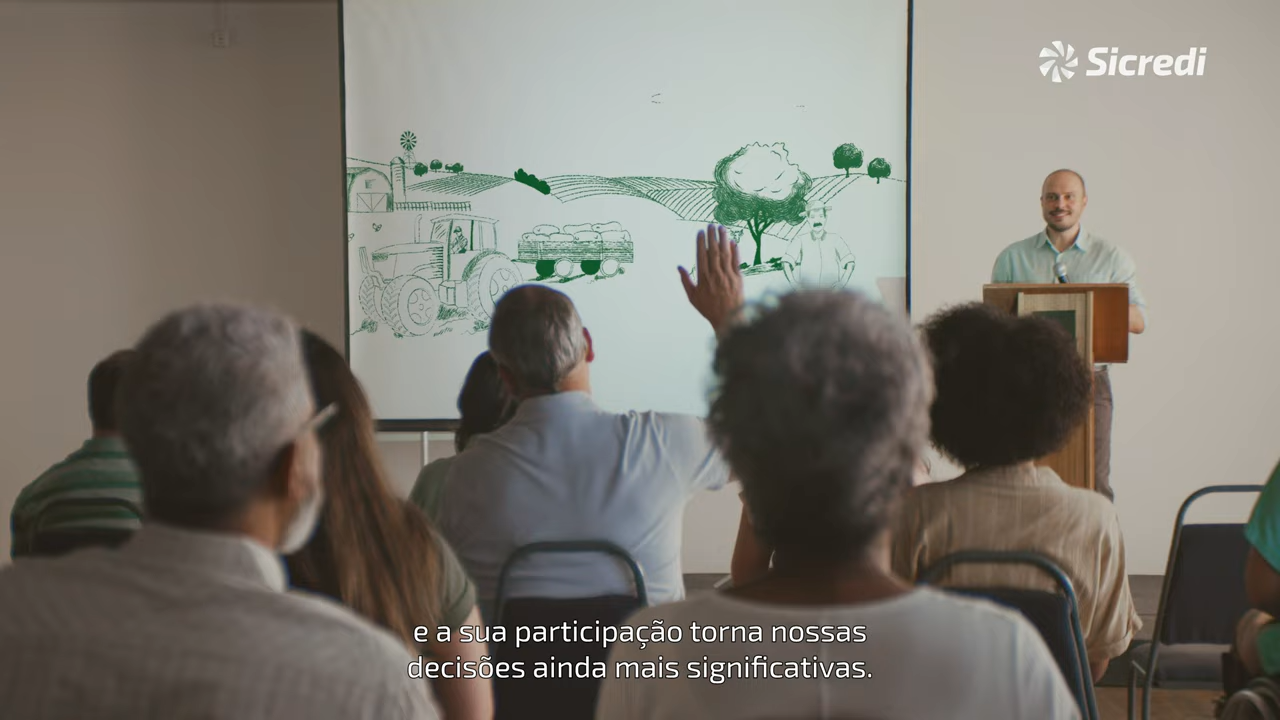 Sicredi
e a sua participação torna nossas
decisões ainda mais significativas.